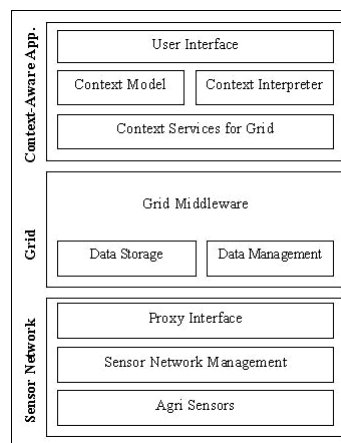 Context-Aware App.
User Interface
Context Model
Context Interpreter
Context Services for Grid
Grid
Grid Middleware
Data Storage
Data Management
Sensor Network
Proxy Interface
Sensor Network Management
Agri Sensors